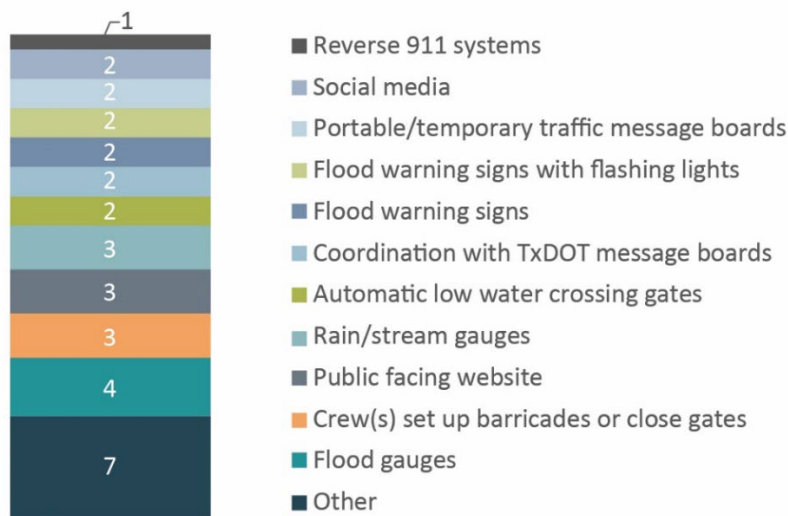 1
2
2
2
2
2
2
3
3
3
4
7
Reverse 911 systems
Social media
Portable/temporary traffic message boards
Flood warning signs with flashing lights
Flood warning signs
Coordination with TxDOT message boards
Automatic low water crossing gates
Rain/stream gauges
Public facing website
Crew(s) set up barricades or close gates
Flood gauges
Other